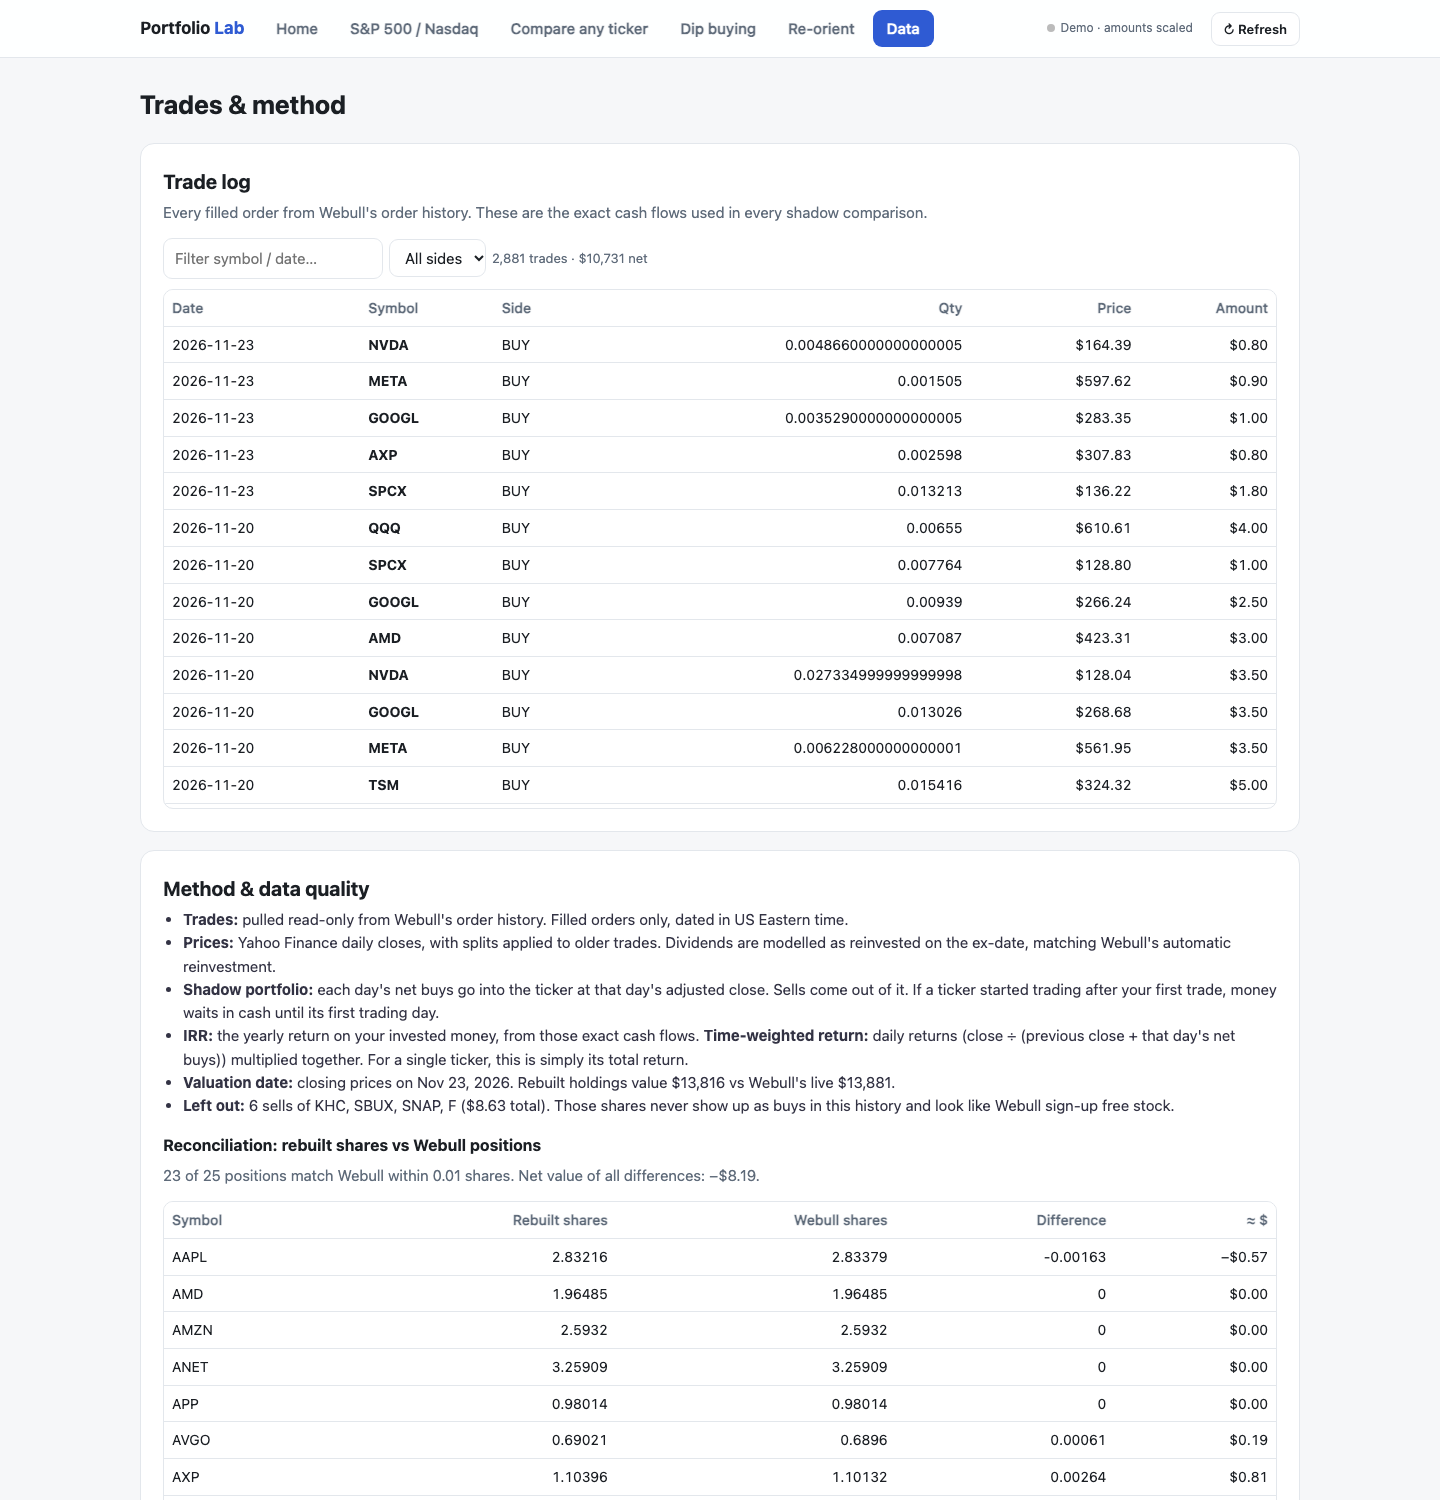 Portfolio Lab Home S&P 500 / Nasdaq Compare any ticker Dip buying Re-orient Data Demo · amounts scaled ↻ Refresh
Trades & method
Trade log
Every filled order from Webull's order history. These are the exact cash flows used in every shadow comparison.
Filter symbol / date... All sides 2,881 trades · $10,731 net
Date Symbol Side Qty Price Amount
2026-11-23 NVDA BUY 0.0048660000000000005 $164.39 $0.80
2026-11-23 META BUY 0.001505 $597.62 $0.90
2026-11-23 GOOGL BUY 0.0035290000000000005 $283.35 $1.00
2026-11-23 AXP BUY 0.002598 $307.83 $0.80
2026-11-23 SPCX BUY 0.013213 $136.22 $1.80
2026-11-20 QQQ BUY 0.00655 $610.61 $4.00
2026-11-20 SPCX BUY 0.007764 $128.80 $1.00
2026-11-20 GOOGL BUY 0.00939 $266.24 $2.50
2026-11-20 AMD BUY 0.007087 $423.31 $3.00
2026-11-20 NVDA BUY 0.027334999999999998 $128.04 $3.50
2026-11-20 GOOGL BUY 0.013026 $268.68 $3.50
2026-11-20 META BUY 0.006228000000000001 $561.95 $3.50
2026-11-20 TSM BUY 0.015416 $324.32 $5.00
Method & data quality
• Trades: pulled read-only from Webull's order history. Filled orders only, dated in US Eastern time.
• Prices: Yahoo Finance daily closes, with splits applied to older trades. Dividends are modelled as reinvested on the ex-date, matching Webull's automatic
reinvestment.
• Shadow portfolio: each day's net buys go into the ticker at that day's adjusted close. Sells come out of it. If a ticker started trading after your first trade, money
waits in cash until its first trading day.
• IRR: the yearly return on your invested money, from those exact cash flows. Time-weighted return: daily returns (close ÷ (previous close + that day's net
buys)) multiplied together. For a single ticker, this is simply its total return.
• Valuation date: closing prices on Nov 23, 2026. Rebuilt holdings value $13,816 vs Webull's live $13,881.
• Left out: 6 sells of KHC, SBUX, SNAP, F ($8.63 total). Those shares never show up as buys in this history and look like Webull sign-up free stock.
Reconciliation: rebuilt shares vs Webull positions
23 of 25 positions match Webull within 0.01 shares. Net value of all differences: −$8.19.
Symbol Rebuilt shares Webull shares Difference ≈ $
AAPL 2.83216 2.83379 -0.00163 −$0.57
AMD 1.96485 1.96485 0 $0.00
AMZN 2.5932 2.5932 0 $0.00
ANET 3.25909 3.25909 0 $0.00
APP 0.98014 0.98014 0 $0.00
AVGO 0.69021 0.6896 0.00061 $0.19
AXP 1.10396 1.10132 0.00264 $0.81